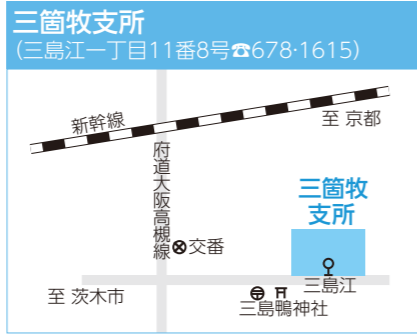 三箇牧支所
(三島江一丁目11番8号☎678·1615)
新幹線
至 京都
府道大阪高槻線
三箇牧
支所
交番
三島江
至 茨木市
三島鴨神社